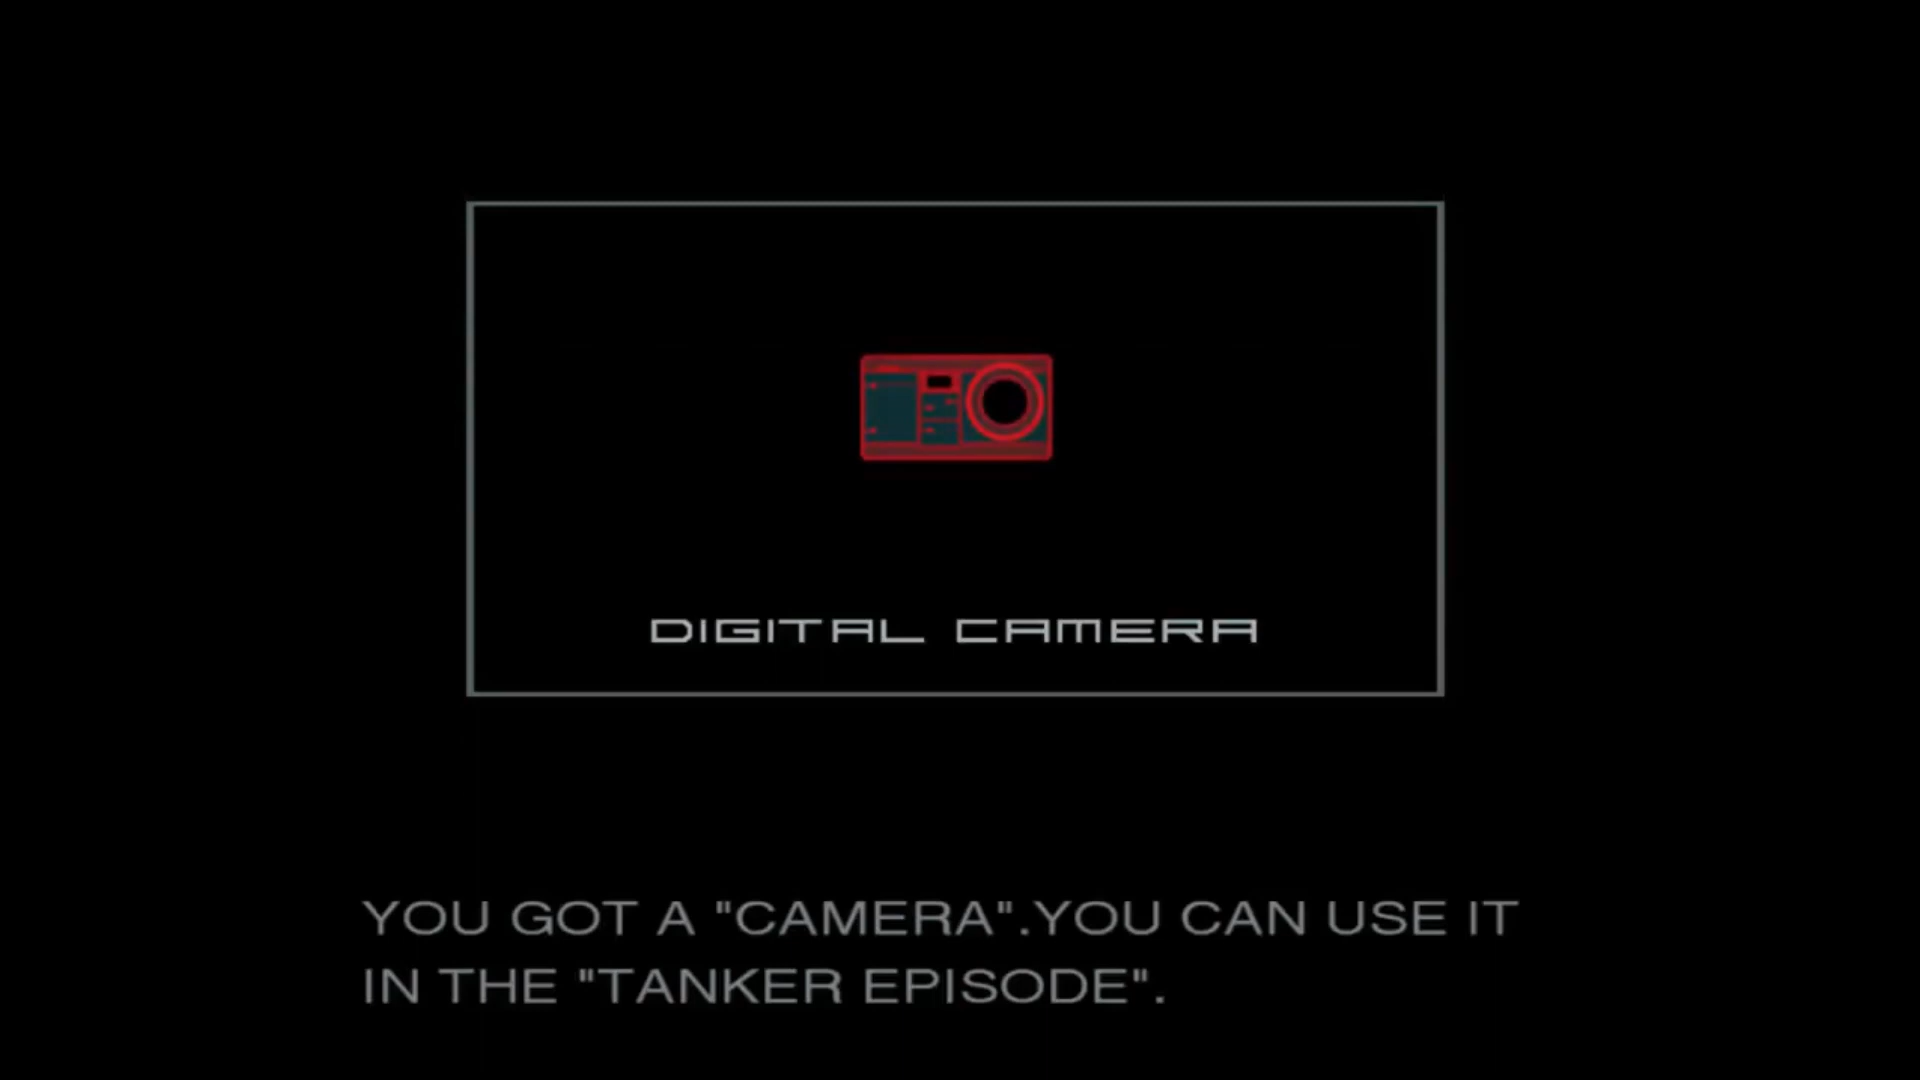 DIGITAL CAMERA
YOU GOT A "CAMERA".YOU CAN USE IT
IN THE "TANKER EPISODE".